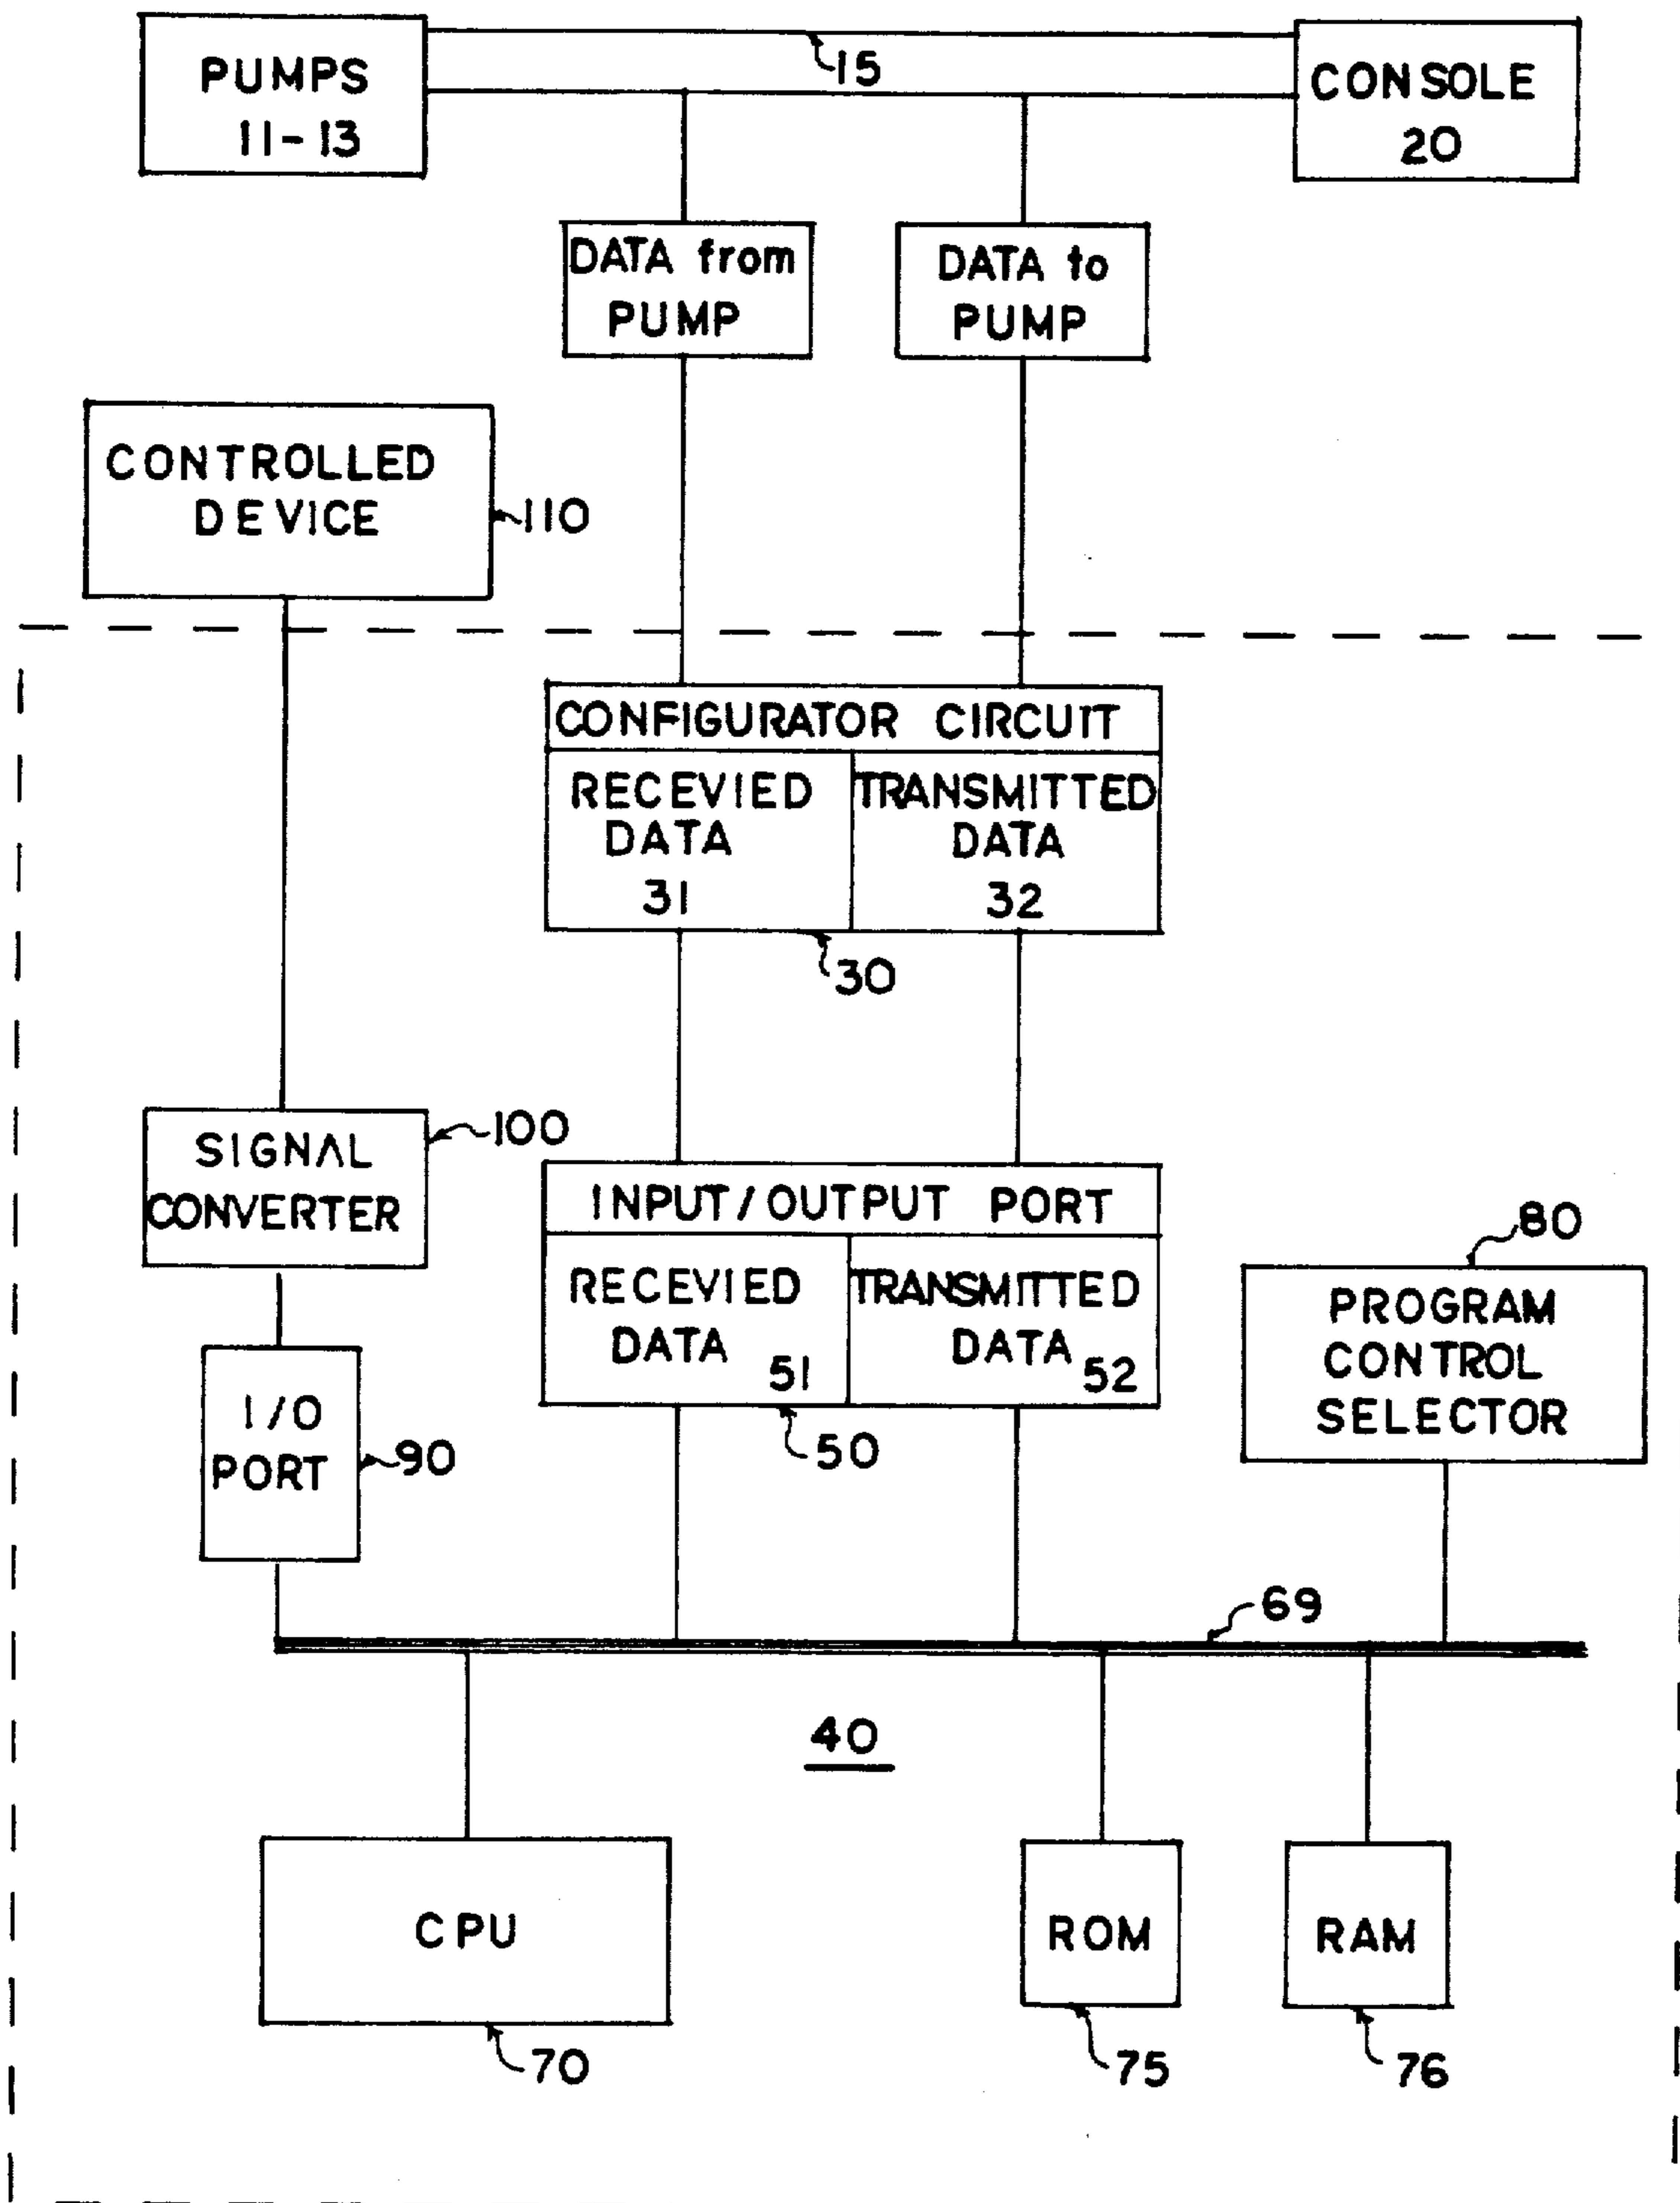 PUMPS
11-13
15
CONSOLE
20
DATA from
PUMP
DATA to
PUMP
CONTROLLED
DEVICE
110
CONFIGURATOR CIRCUIT
RECEVIED
DATA
31
TRANSMITTED
DATA
32
30
SIGNAL
CONVERTER
100
INPUT/OUTPUT PORT
RECEVIED
DATA 51
TRANSMITTED
DATA 52
50
80
PROGRAM
CONTROL
SELECTOR
I/O
PORT
90
69
40
CPU
70
ROM
75
RAM
76